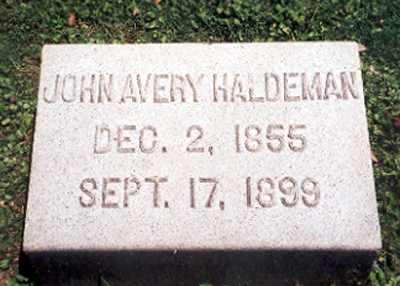 JOHN AVERY HALDEMAN
DEC. 2, 1855
SEPT. 17, 1899